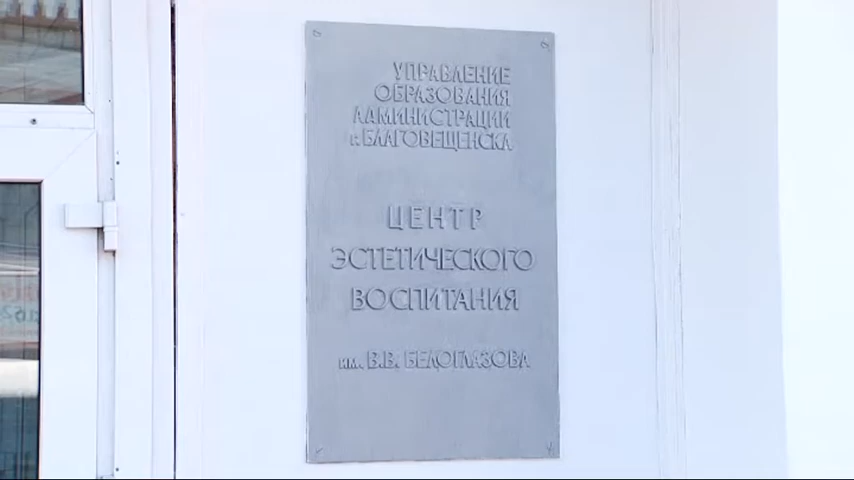 УПРАВЛЕНИЕ
ОБРАЗОВАНИЯ
АДМИНИСТРАЦИИ
г. БЛАГОВЕЩЕНСКА
ЦЕНТР
ЭСТЕТИЧЕСКОГО
ВОСПИТАНИЯ
им. В.В. БЕЛОГЛАЗОВА